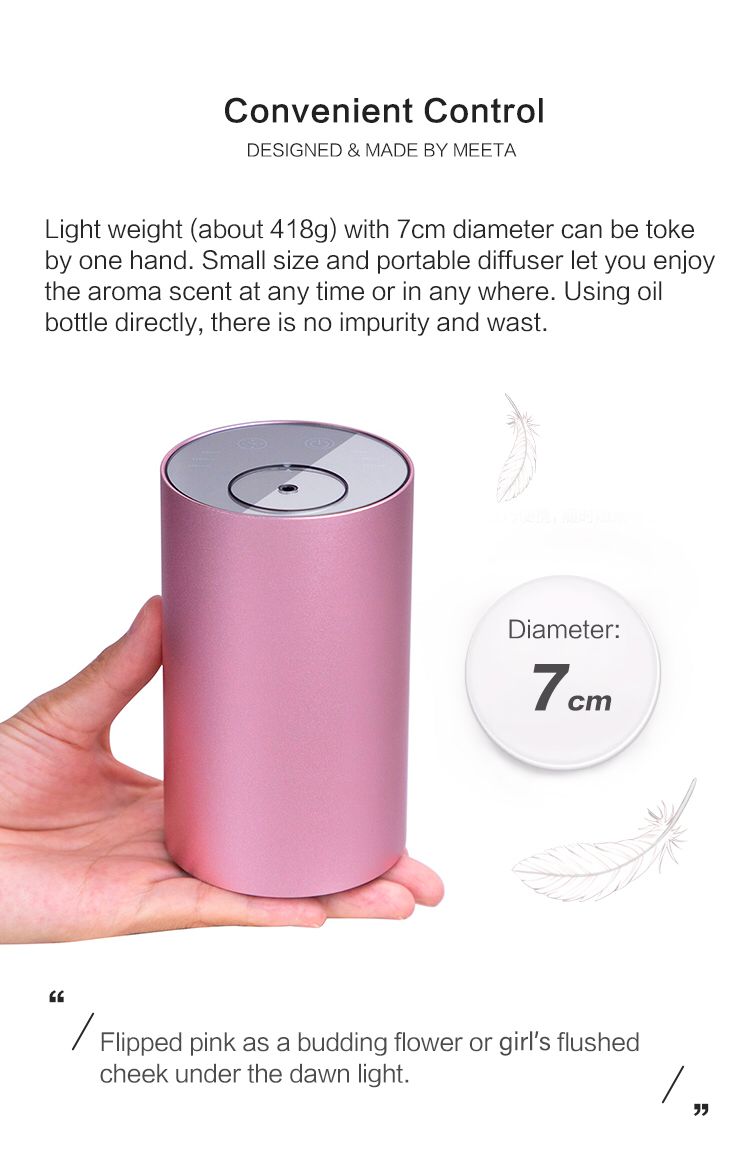 Convenient Control
DESIGNED & MADE BY MEETA
Light weight (about 418g) with 7cm diameter can be toke
by one hand. Small size and portable diffuser let you enjoy
the aroma scent at any time or in any where. Using oil
bottle directly, there is no impurity and wast.
Diameter:
7 cm
“
Flipped pink as a budding flower or girl's flushed
cheek under the dawn light.
”